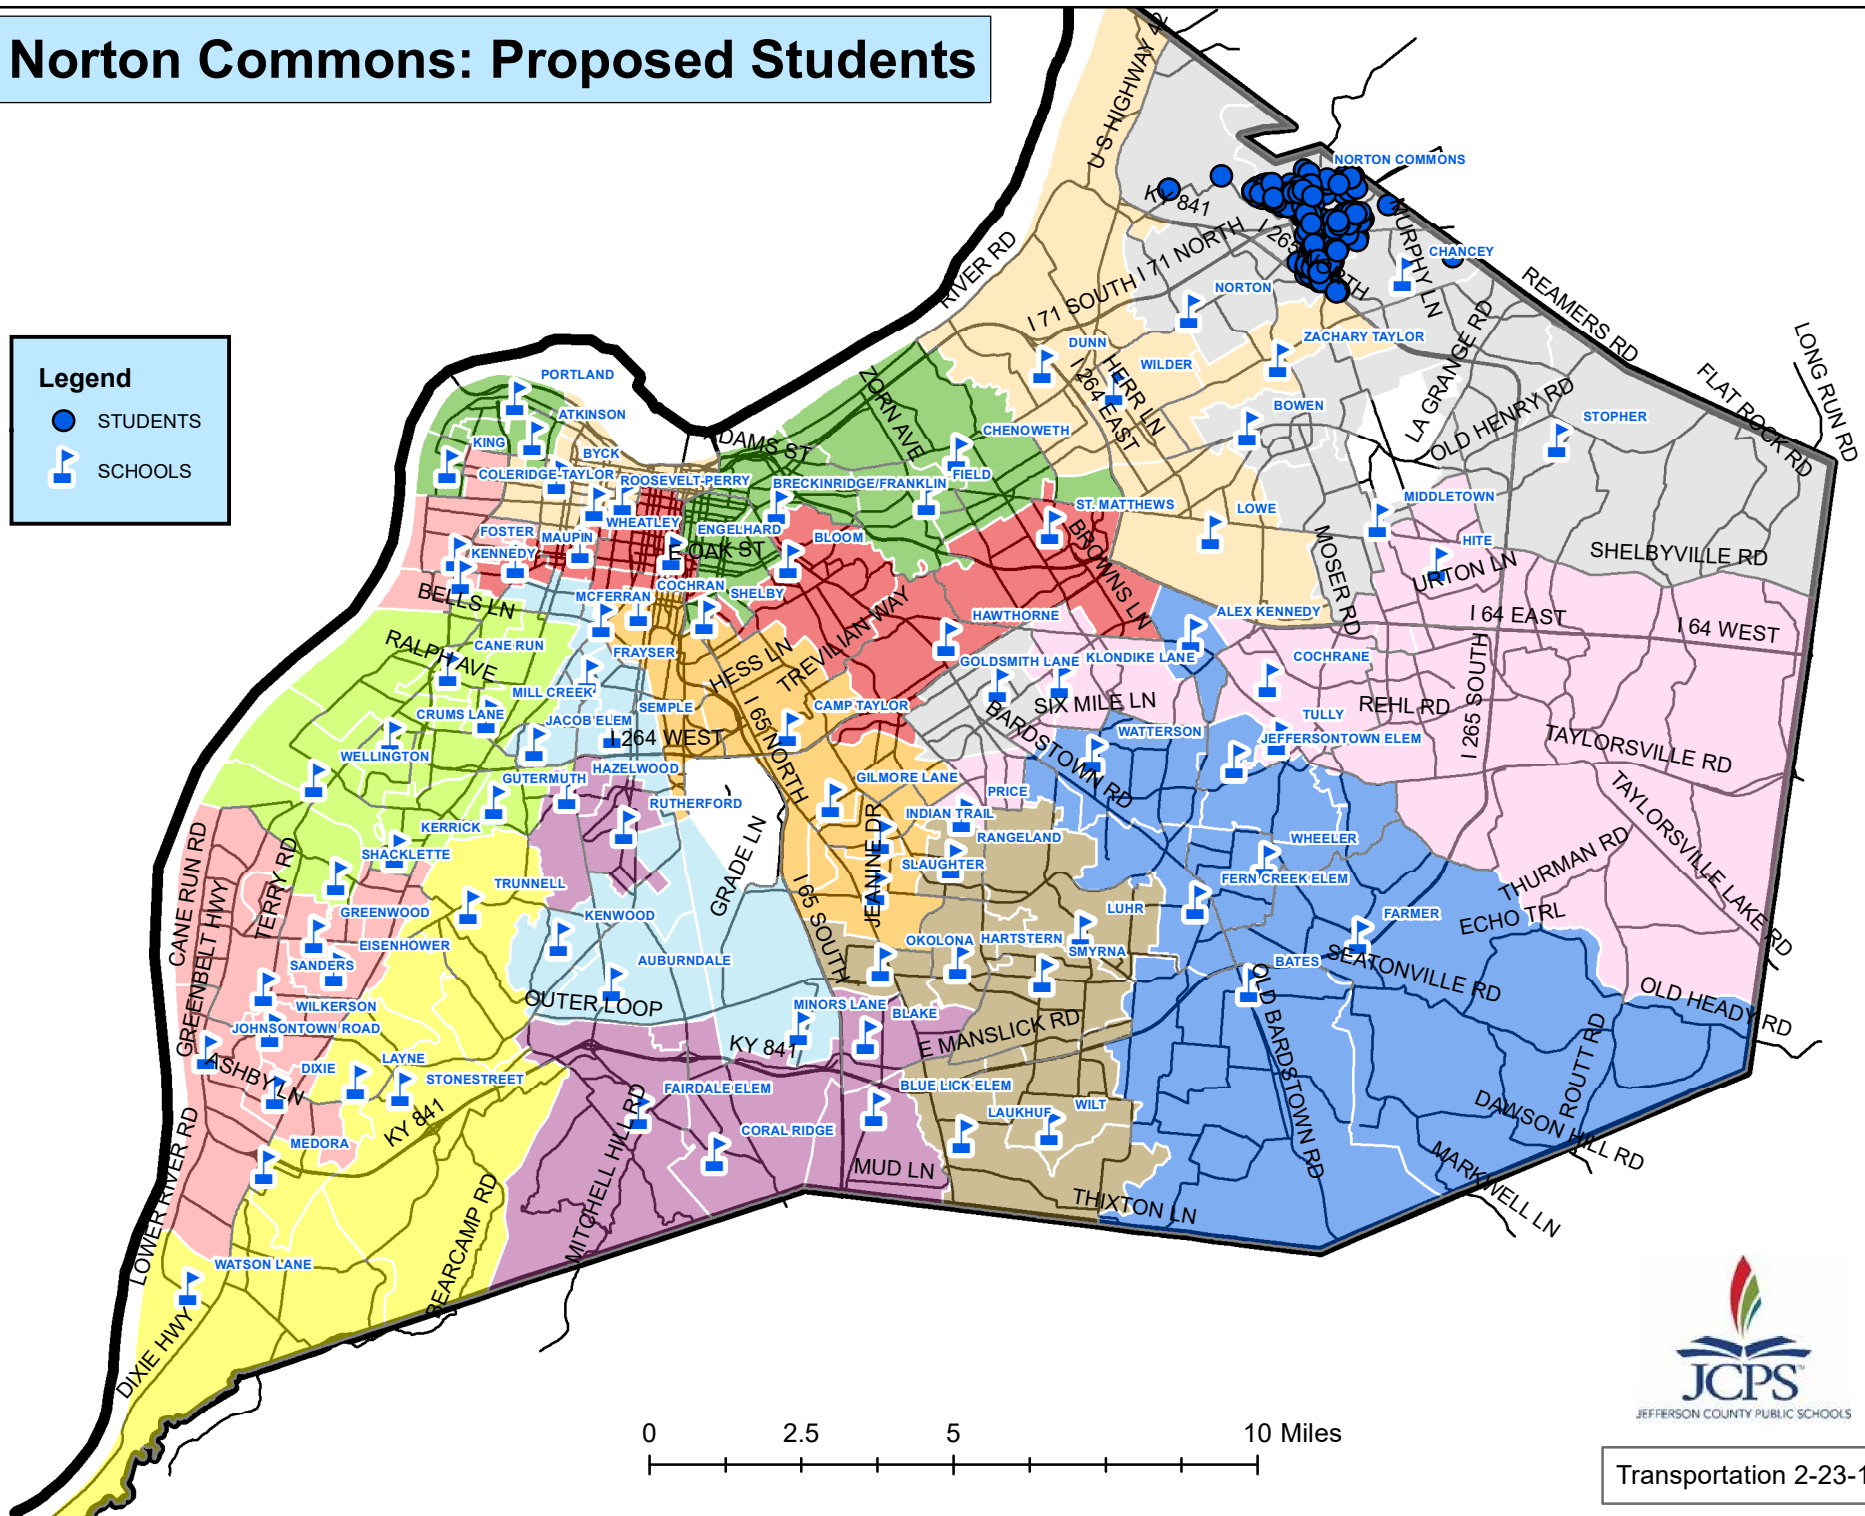 Norton Commons: Proposed Students
U S HIGHWAY 42
NORTON COMMONS
KY 841
I 265 NORTH
MURPHY LN
CHANCEY
I 71 NORTH
RIVER RD
I 71 SOUTH
NORTON
REAMERS RD
LONG RUN RD
Legend
STUDENTS
SCHOOLS
DUNN
WILDER
ZACHARY TAYLOR
HERR LN
I 264 EAST
LA GRANGE RD
FLAT ROCK RD
PORTLAND
ATKINSON
ZORN AVE
BOWEN
OLD HENRY RD
STOPHER
KING
BYCK
ADAMS ST
CHENOWETH
COLERIDGE-TAYLOR
ROOSEVELT-PERRY
BRECKINRIDGE/FRANKLIN
FIELD
ST. MATTHEWS
LOWE
MIDDLETOWN
FOSTER
MAUPIN
WHEATLEY
ENGELHARD
BLOOM
BROWNS LN
MOSER RD
HITE
SHELBYVILLE RD
KENNEDY
E OAK ST
URTON LN
BELLS LN
MCFERRAN
COCHRAN
SHELBY
HAWTHORNE
ALEX KENNEDY
I 64 EAST
I 64 WEST
RALPH AVE
CANE RUN
FRAYSER
HESS LN
TREVILIAN WAY
GOLDSMITH LANE
KLONDIKE LANE
COCHRANE
MILL CREEK
SEMPLE
I 65 NORTH
CAMP TAYLOR
SIX MILE LN
REHL RD
I 265 SOUTH
CRUMS LANE
JACOB ELEM
I 264 WEST
BARDSTOWN RD
WATTERSON
TULLY
JEFFERSONTOWN ELEM
TAYLORSVILLE RD
WELLINGTON
GUTERMUTH
HAZELWOOD
GILMORE LANE
PRICE
TAYLORSVILLE LAKE RD
RUTHERFORD
INDIAN TRAIL
KERRICK
RANGELAND
WHEELER
SHACKLETTE
GRADE LN
JEANINE DR
SLAUGHTER
FERN CREEK ELEM
THURMAN RD
CANE RUN RD
GREENBELT HWY
TERRY RD
TRUNNELL
I 65 SOUTH
LUHR
FARMER
ECHO TRL
GREENWOOD
KENWOOD
EISENHOWER
OKOLONA
HARTSTERN
SMYRNA
SANDERS
AUBURNDALE
BATES
SEATONVILLE RD
OLD HEADY RD
WILKERSON
OUTER LOOP
MINORS LANE
BLAKE
JOHNSONTOWN ROAD
KY 841
E MANSLICK RD
OLD BARDSTOWN RD
ROUTT RD
ASHBY LN
DIXIE
LAYNE
STONESTREET
FAIRDALE ELEM
BLUE LICK ELEM
LAUKHUF
WILT
DAWSON HILL RD
KY 841
MITCHELL HILL RD
CORAL RIDGE
MEDORA
MUD LN
MARKWELL LN
LOWER RIVER RD
BEARCAMP RD
THIXTON LN
WATSON LANE
DIXIE HWY
JCPS
JEFFERSON COUNTY PUBLIC SCHOOLS
0 2.5 5 10 Miles
Transportation 2-23-1